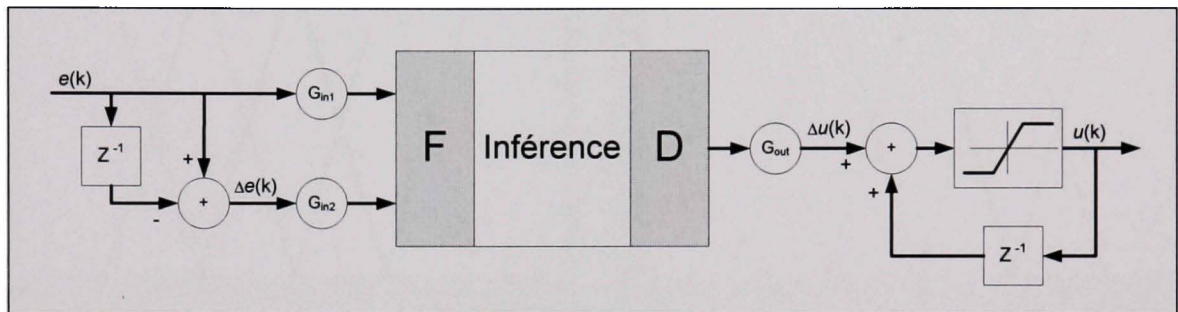 e(k)
G_in1
Z⁻¹
F
Inférence
D
+
-
+
Δe(k)
G_in2
G_out
Δu(k)
+
+
+
u(k)
Z⁻¹